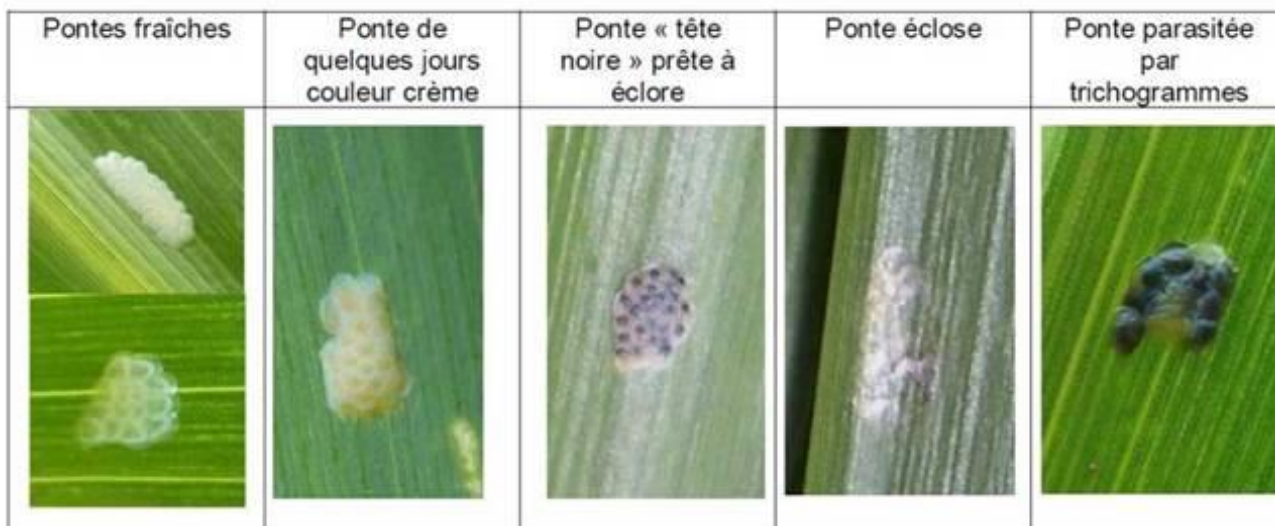 Pontes fraîches
Ponte de
quelques jours
couleur crème
Ponte « tête
noire » prête à
éclore
Ponte éclose
Ponte parasitée
par
trichogrammes